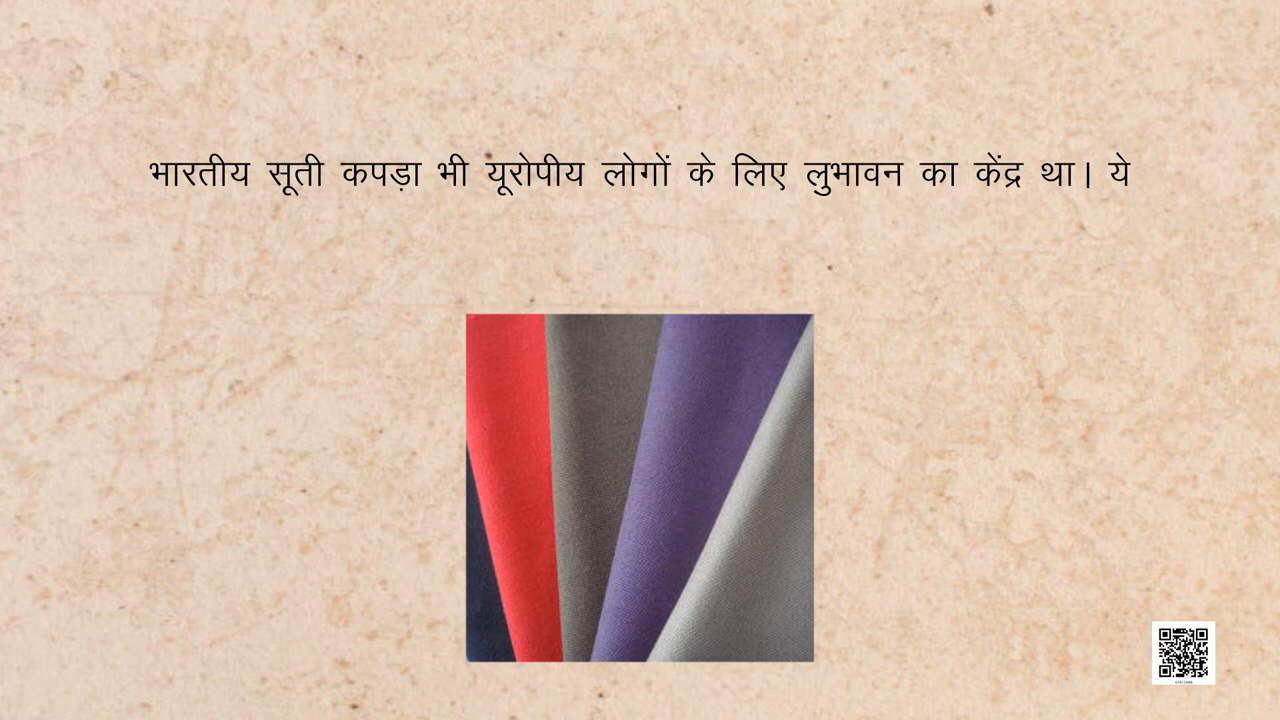 भारतीय सूती कपड़ा भी यूरोपीय लोगों के लिए लुभावन का केंद्र था। ये